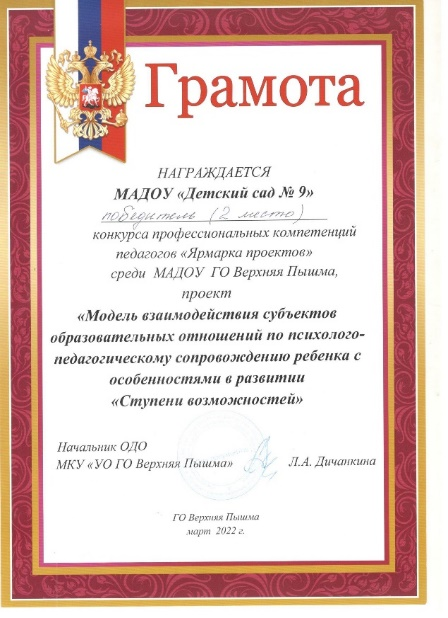 Грамота
НАГРАЖДАЕТСЯ
МАДОУ «Детский сад № 9»
победитель (2 место)
конкурса профессиональных компетенций
педагогов «Ярмарка проектов»
среди МАДОУ ГО Верхняя Пышма,
проект
«Модель взаимодействия субъектов
образовательных отношений по психолого-
педагогическому сопровождению ребенка с
особенностями в развитии
«Ступени возможностей»
Начальник ОДО
МКУ «УО ГО Верхняя Пышма» Л.А. Дичанкина
ГО Верхняя Пышма
март 2022 г.